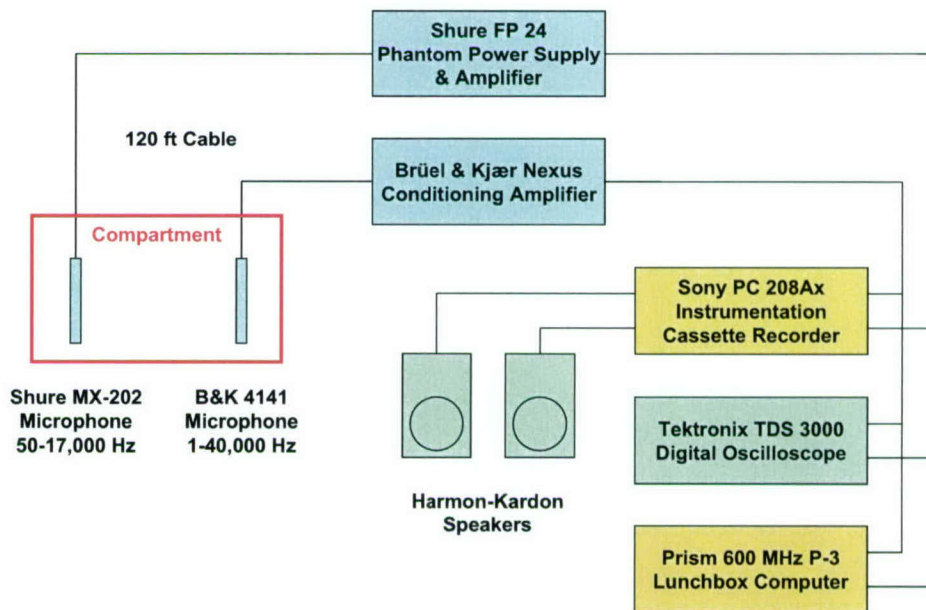 Shure FP 24
Phantom Power Supply
& Amplifier
120 ft Cable
Brüel & Kjær Nexus
Conditioning Amplifier
Compartment
Sony PC 208Ax
Instrumentation
Cassette Recorder
Shure MX-202
Microphone
50-17,000 Hz
B&K 4141
Microphone
1-40,000 Hz
Tektronix TDS 3000
Digital Oscilloscope
Harmon-Kardon
Speakers
Prism 600 MHz P-3
Lunchbox Computer